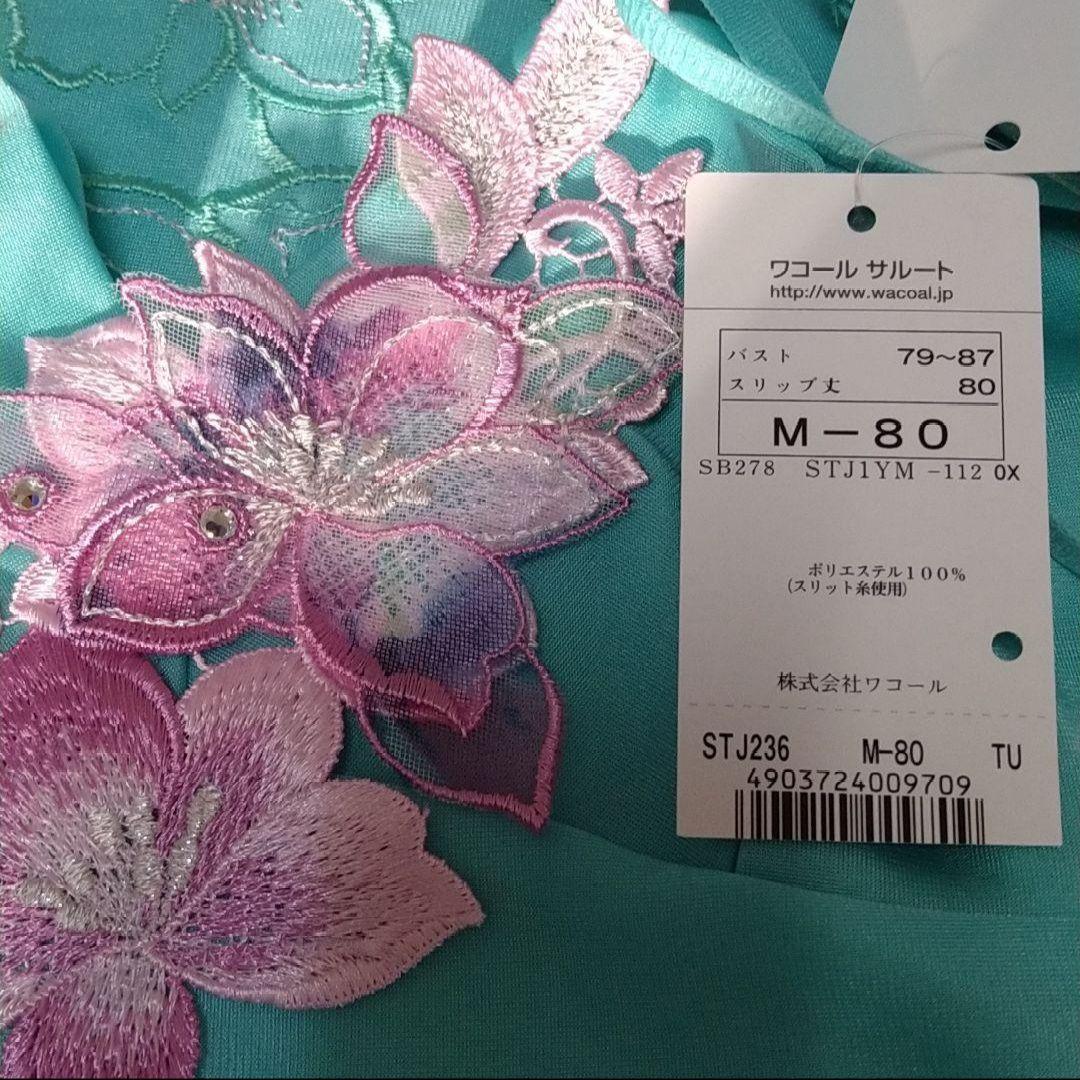 ワコール サルート
http://www.wacoal.jp
バスト 79〜87
スリップ丈 80
M－80
SB278 STJ1YM -112 0X
ポリエステル100%
(スリット糸使用)
株式会社ワコール
STJ236 M-80 TU
4903724009709